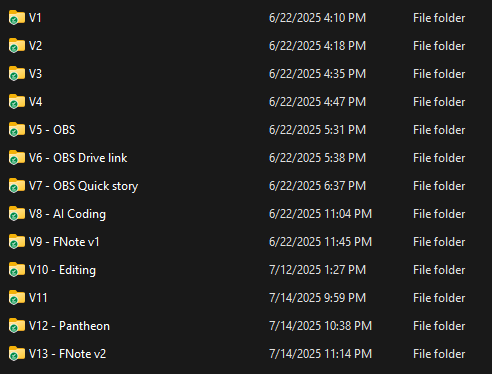 V1 6/22/2025 4:10 PM File folder
V2 6/22/2025 4:18 PM File folder
V3 6/22/2025 4:35 PM File folder
V4 6/22/2025 4:47 PM File folder
V5 - OBS 6/22/2025 5:31 PM File folder
V6 - OBS Drive link 6/22/2025 5:38 PM File folder
V7 - OBS Quick story 6/22/2025 6:37 PM File folder
V8 - AI Coding 6/22/2025 11:04 PM File folder
V9 - FNote v1 6/22/2025 11:45 PM File folder
V10 - Editing 7/12/2025 1:27 PM File folder
V11 7/14/2025 9:59 PM File folder
V12 - Pantheon 7/14/2025 10:38 PM File folder
V13 - FNote v2 7/14/2025 11:14 PM File folder